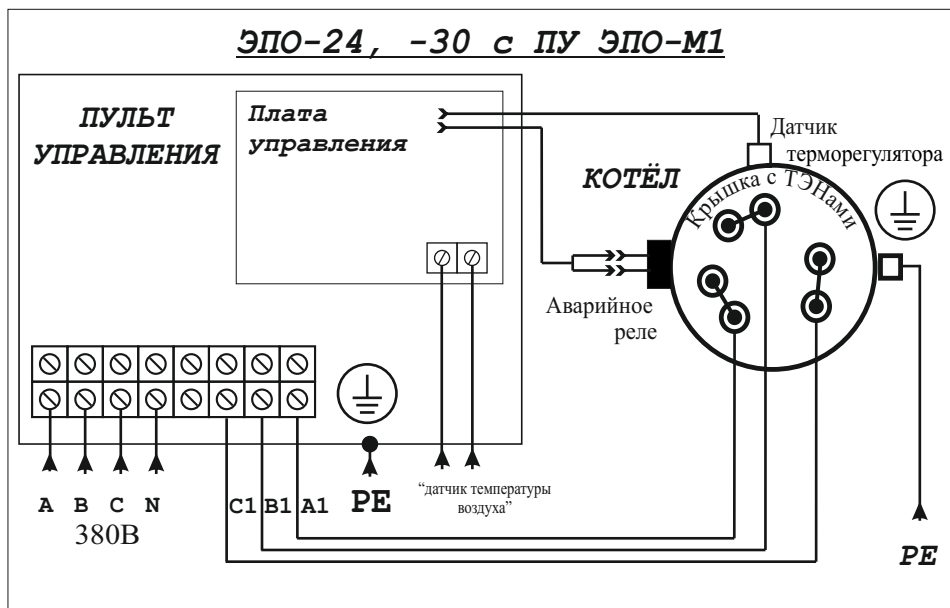 ЭПО-24, -30 с ПУ ЭПО-М1
ПУЛЬТ
УПРАВЛЕНИЯ
Плата
управления
Датчик
терморегулятора
КОТЁЛ
Крышка с ТЭНами
Аварийное
реле
A B C N
380В
C1 B1 A1
PE
“датчик температуры
воздуха”
PE